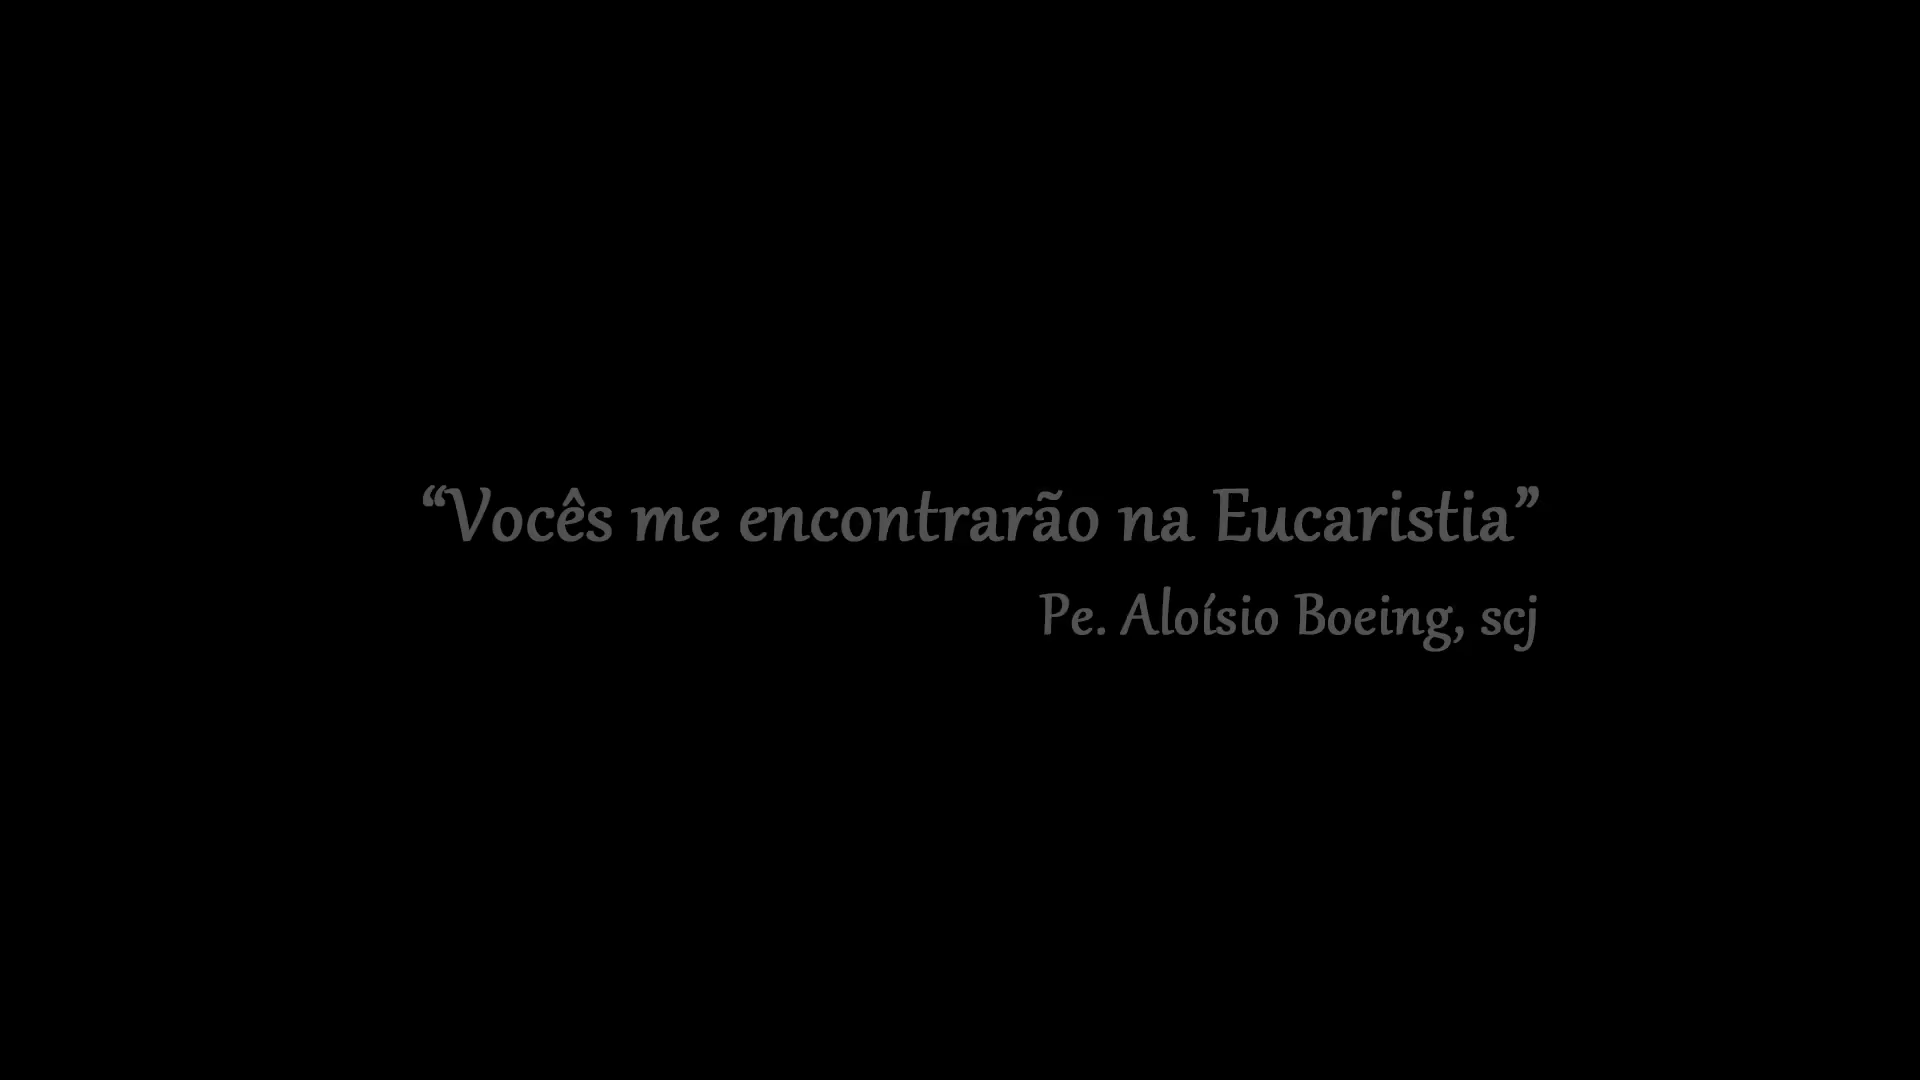 “Vocês me encontrarão na Eucaristia”
Pe. Aloísio Boeing, scj